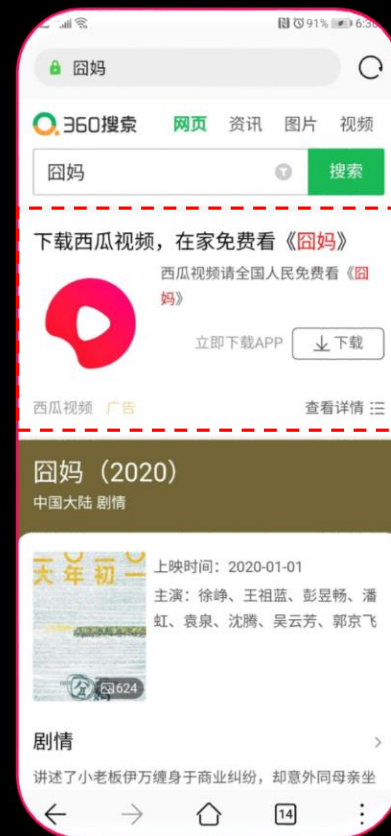 91% 6:3
囧妈
360搜索 网页 资讯 图片 视频
囧妈 搜索
下载西瓜视频，在家免费看《囧妈》
西瓜视频请全国人民免费看《囧
妈》
立即下载APP 下载
西瓜视频 广告 查看详情
囧妈（2020）
中国大陆 剧情
大年初一
囧妈
624
上映时间：2020-01-01
主演：徐峥、王祖蓝、彭昱畅、潘
虹、袁泉、沈腾、吴云芳、郭京飞
剧情
讲述了小老板伊万缠身于商业纠纷，却意外同母亲坐
14